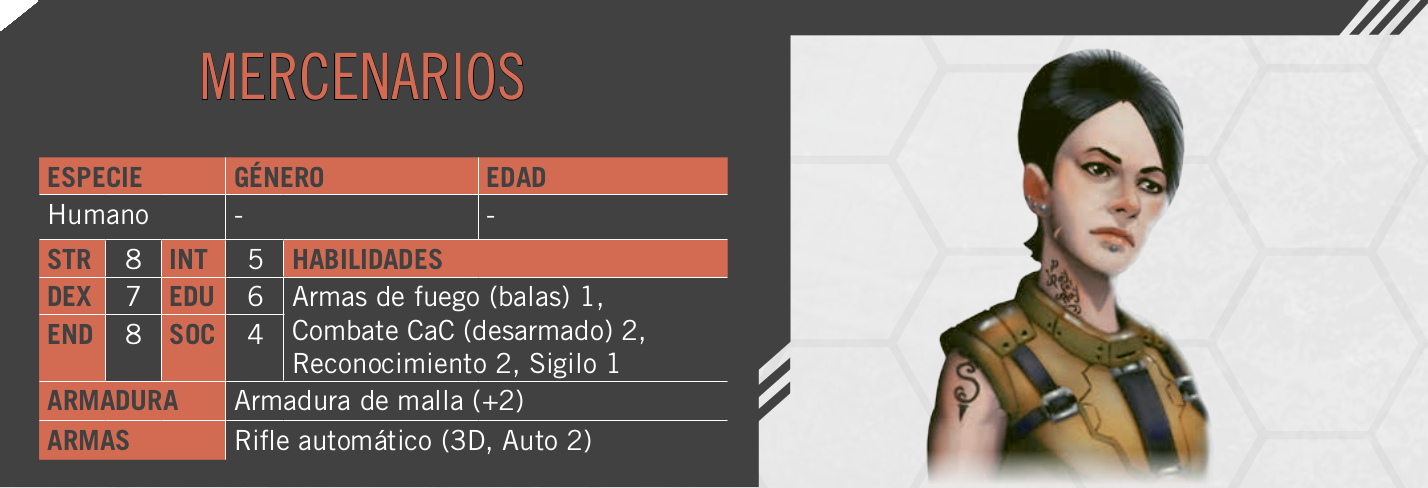 MERCENARIOS
ESPECIE GÉNERO EDAD
Humano - -
STR 8 INT 5 HABILIDADES
DEX 7 EDU 6 Armas de fuego (balas) 1,
END 8 SOC 4 Combate CaC (desarmado) 2,
Reconocimiento 2, Sigilo 1
ARMADURA Armadura de malla (+2)
ARMAS Rifle automático (3D, Auto 2)